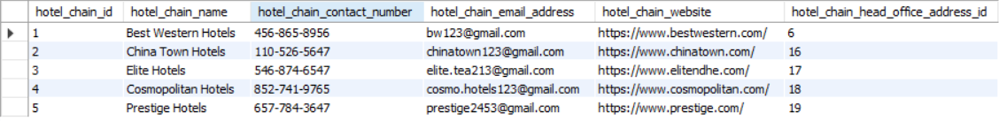 hotel_chain_id hotel_chain_name hotel_chain_contact_number hotel_chain_email_address hotel_chain_website hotel_chain_head_office_address_id
1 Best Western Hotels 456-865-8956 bw123@gmail.com https://www.bestwestern.com/ 6
2 China Town Hotels 110-526-5647 chinatown123@gmail.com https://www.chinatown.com/ 16
3 Elite Hotels 546-874-6547 elite.tea213@gmail.com https://www.elitendhe.com/ 17
4 Cosmopolitan Hotels 852-741-9765 cosmo.hotels123@gmail.com https://www.cosmopolitan.com/ 18
5 Prestige Hotels 657-784-3647 prestige2453@gmail.com https://www.prestige.com/ 19